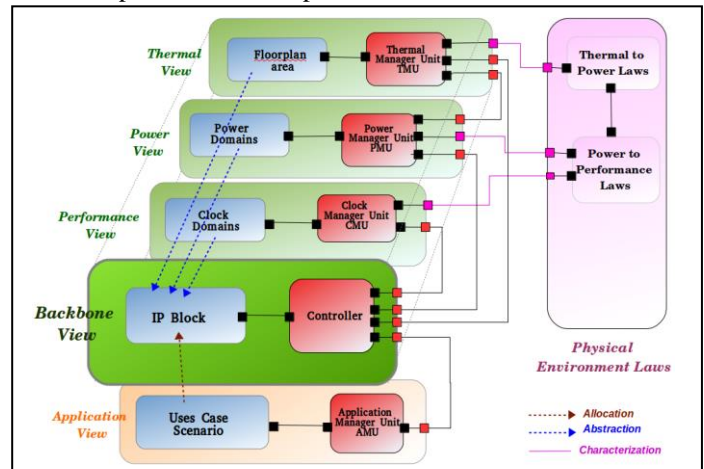 Thermal
View
Floorplan
area
Thermal
Manager Unit
TMU
Thermal to
Power Laws
Power
View
Power
Domains
Power
Manager Unit
PMU
Power to
Performance
Laws
Performance
View
Clock
Domains
Clock
Manager Unit
CMU
Backbone
View
IP Block
Controller
Physical
Environment Laws
Application
View
Uses Case
Scenario
Application
Manager Unit
AMU
Allocation
Abstraction
Characterization